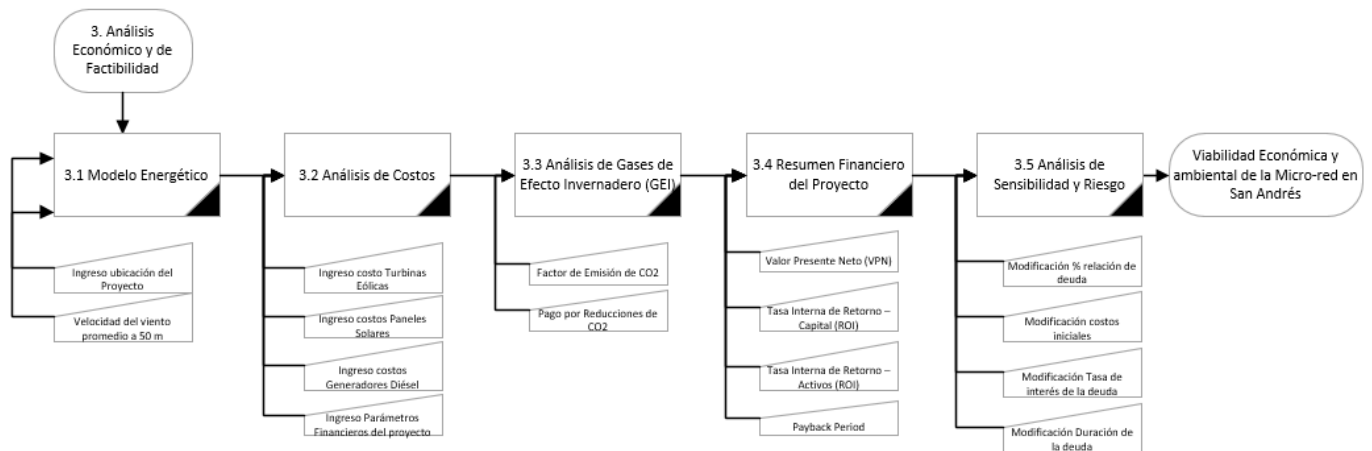 3. Análisis
Económico y de
Factibilidad
3.1 Modelo Energético
Ingreso ubicación del
Proyecto
Velocidad del viento
promedio a 50 m
3.2 Análisis de Costos
Ingreso costo Turbinas
Eólicas
Ingreso costos Paneles
Solares
Ingreso costos
Generadores Diésel
Ingreso Parámetros
Financieros del proyecto
3.3 Análisis de Gases de
Efecto Invernadero (GEI)
Factor de Emisión de CO2
Pago por Reducciones de
CO2
3.4 Resumen Financiero
del Proyecto
Valor Presente Neto (VPN)
Tasa Interna de Retorno –
Capital (ROI)
Tasa Interna de Retorno –
Activos (ROI)
Payback Period
3.5 Análisis de
Sensibilidad y Riesgo
Modificación % relación de
deuda
Modificación costos
iniciales
Modificación Tasa de
interés de la deuda
Modificación Duración de
la deuda
Viabilidad Económica y
ambiental de la Micro-red en
San Andrés